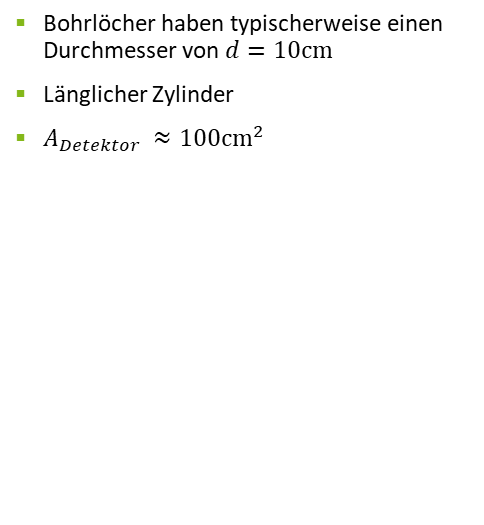 ▪ Bohrlöcher haben typischerweise einen
Durchmesser von d = 10cm
▪ Länglicher Zylinder
▪ A_Detektor ≈ 100cm²